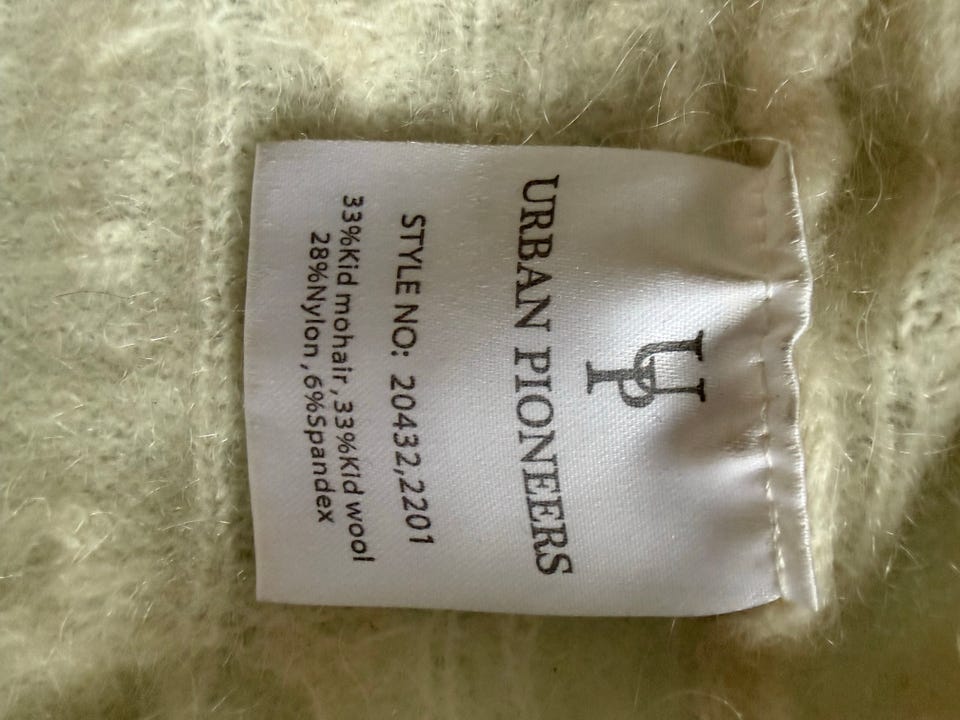 UP
URBAN PIONEERS
STYLE NO: 20432,2201
33%Kid mohair,33%Kid wool
28%Nylon,6%Spandex